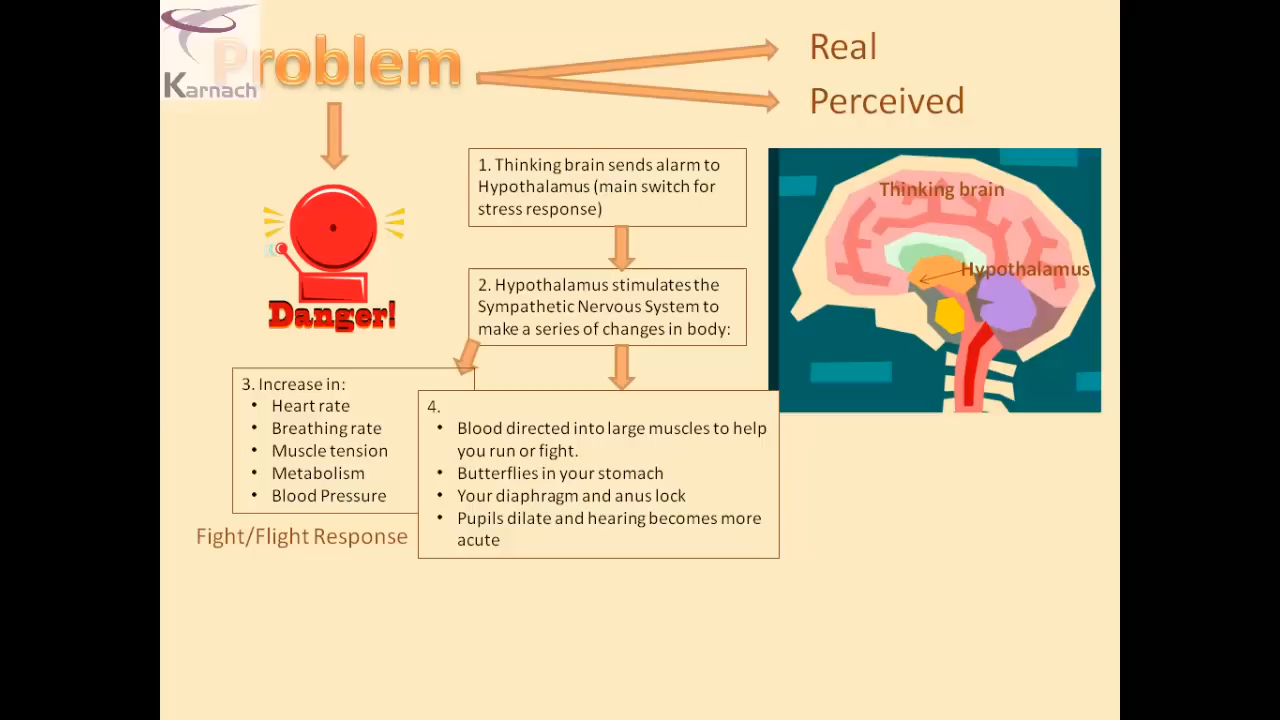 Problem
Karnach
Real
Perceived
1. Thinking brain sends alarm to
Hypothalamus (main switch for
stress response)
Thinking brain
Hypothalamus
Danger!
2. Hypothalamus stimulates the
Sympathetic Nervous System to
make a series of changes in body:
3. Increase in:
• Heart rate
• Breathing rate
• Muscle tension
• Metabolism
• Blood Pressure
Fight/Flight Response
4.
• Blood directed into large muscles to help
you run or fight.
• Butterflies in your stomach
• Your diaphragm and anus lock
• Pupils dilate and hearing becomes more
acute